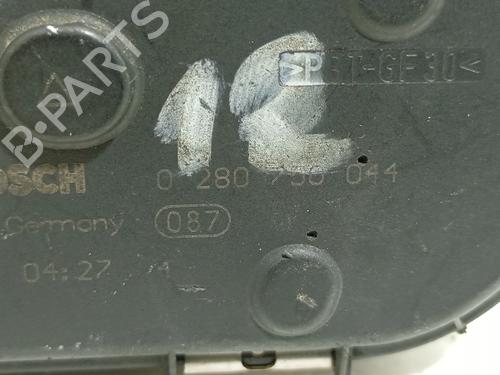 B-PARTS
1C
>PBT-GF30<
BOSCH 0 280 750 044
Germany 087
04:27